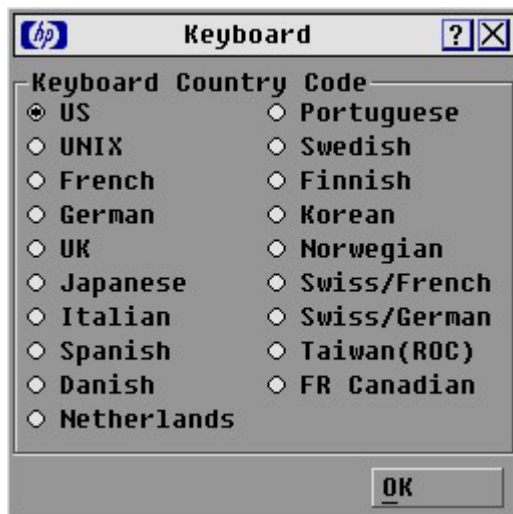 hp Keyboard ? X
Keyboard Country Code
US
UNIX
French
German
UK
Japanese
Italian
Spanish
Danish
Netherlands
Portuguese
Swedish
Finnish
Korean
Norwegian
Swiss/French
Swiss/German
Taiwan(ROC)
FR Canadian
OK